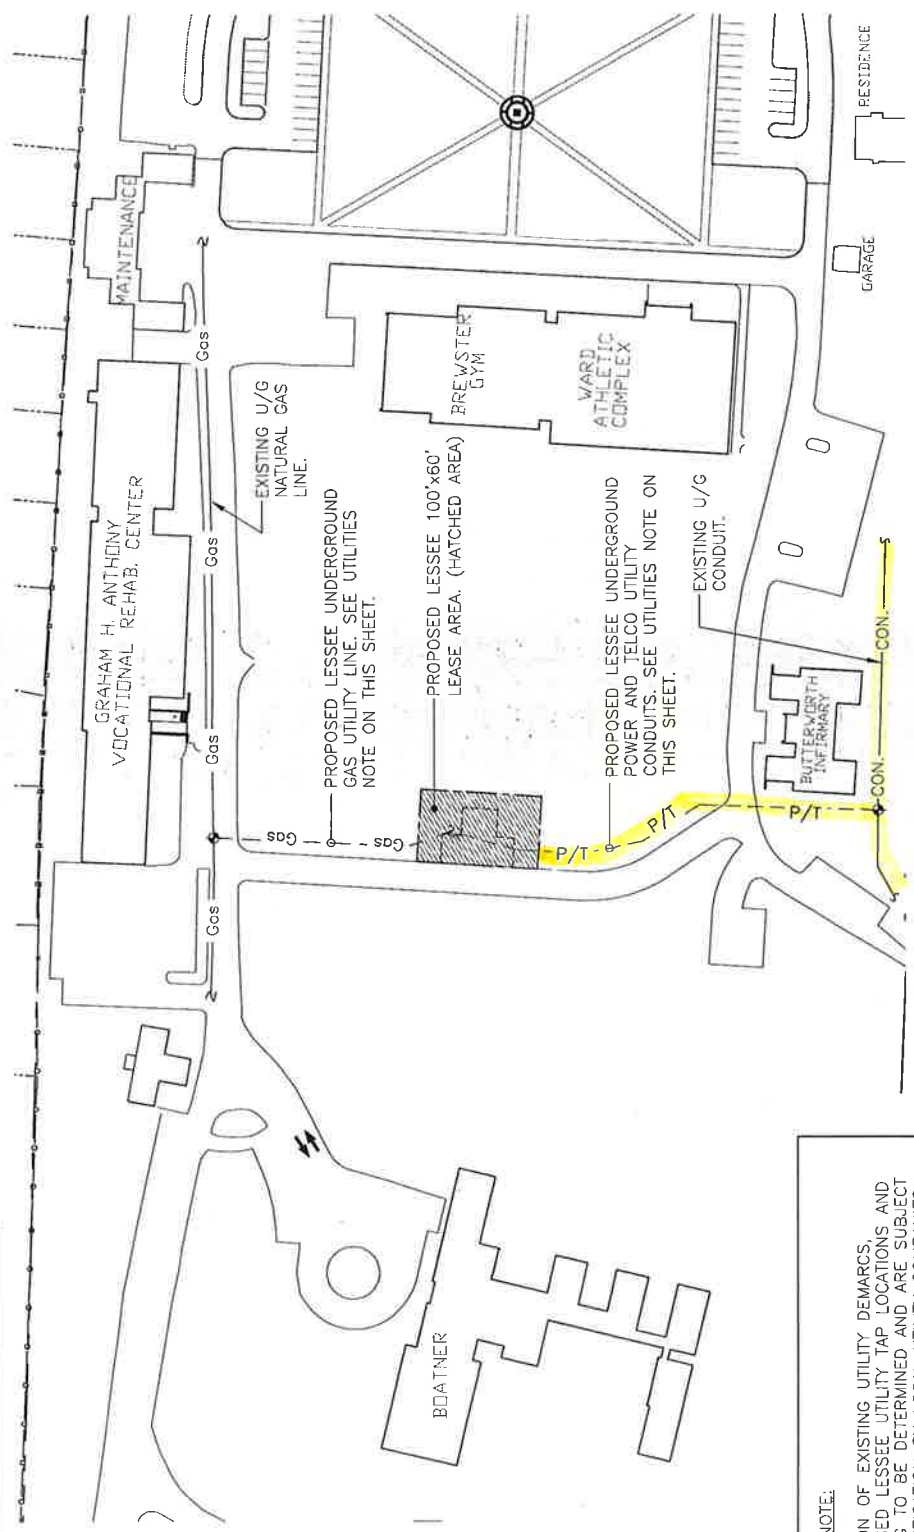 GRAHAM H. ANTHONY
VOCATIONAL REHAB. CENTER
MAINTENANCE
Gas
Gas
Gas
Gas
EXISTING U/G
NATURAL GAS
LINE.
PROPOSED LESSEE UNDERGROUND
GAS UTILITY LINE. SEE UTILITIES
NOTE ON THIS SHEET.
Gas
Gas
PROPOSED LESSEE 100'x60'
LEASE AREA. (HATCHED AREA)
BREWSTER
GYM
WARD
ATHLETIC
COMPLEX
PROPOSED LESSEE UNDERGROUND
POWER AND TELCO UTILITY
CONDUITS. SEE UTILITIES NOTE ON
THIS SHEET.
P/T
P/T
P/T
EXISTING U/G
CONDUIT.
BUTTERWORTH
INFIRMARY
CON.
CON.
GARAGE
RESIDENCE
BOATNER
NOTE:
ON OF EXISTING UTILITY DEMARCS,
ED LESSEE UTILITY TAP LOCATIONS AND
S TO BE DETERMINED AND ARE SUBJECT